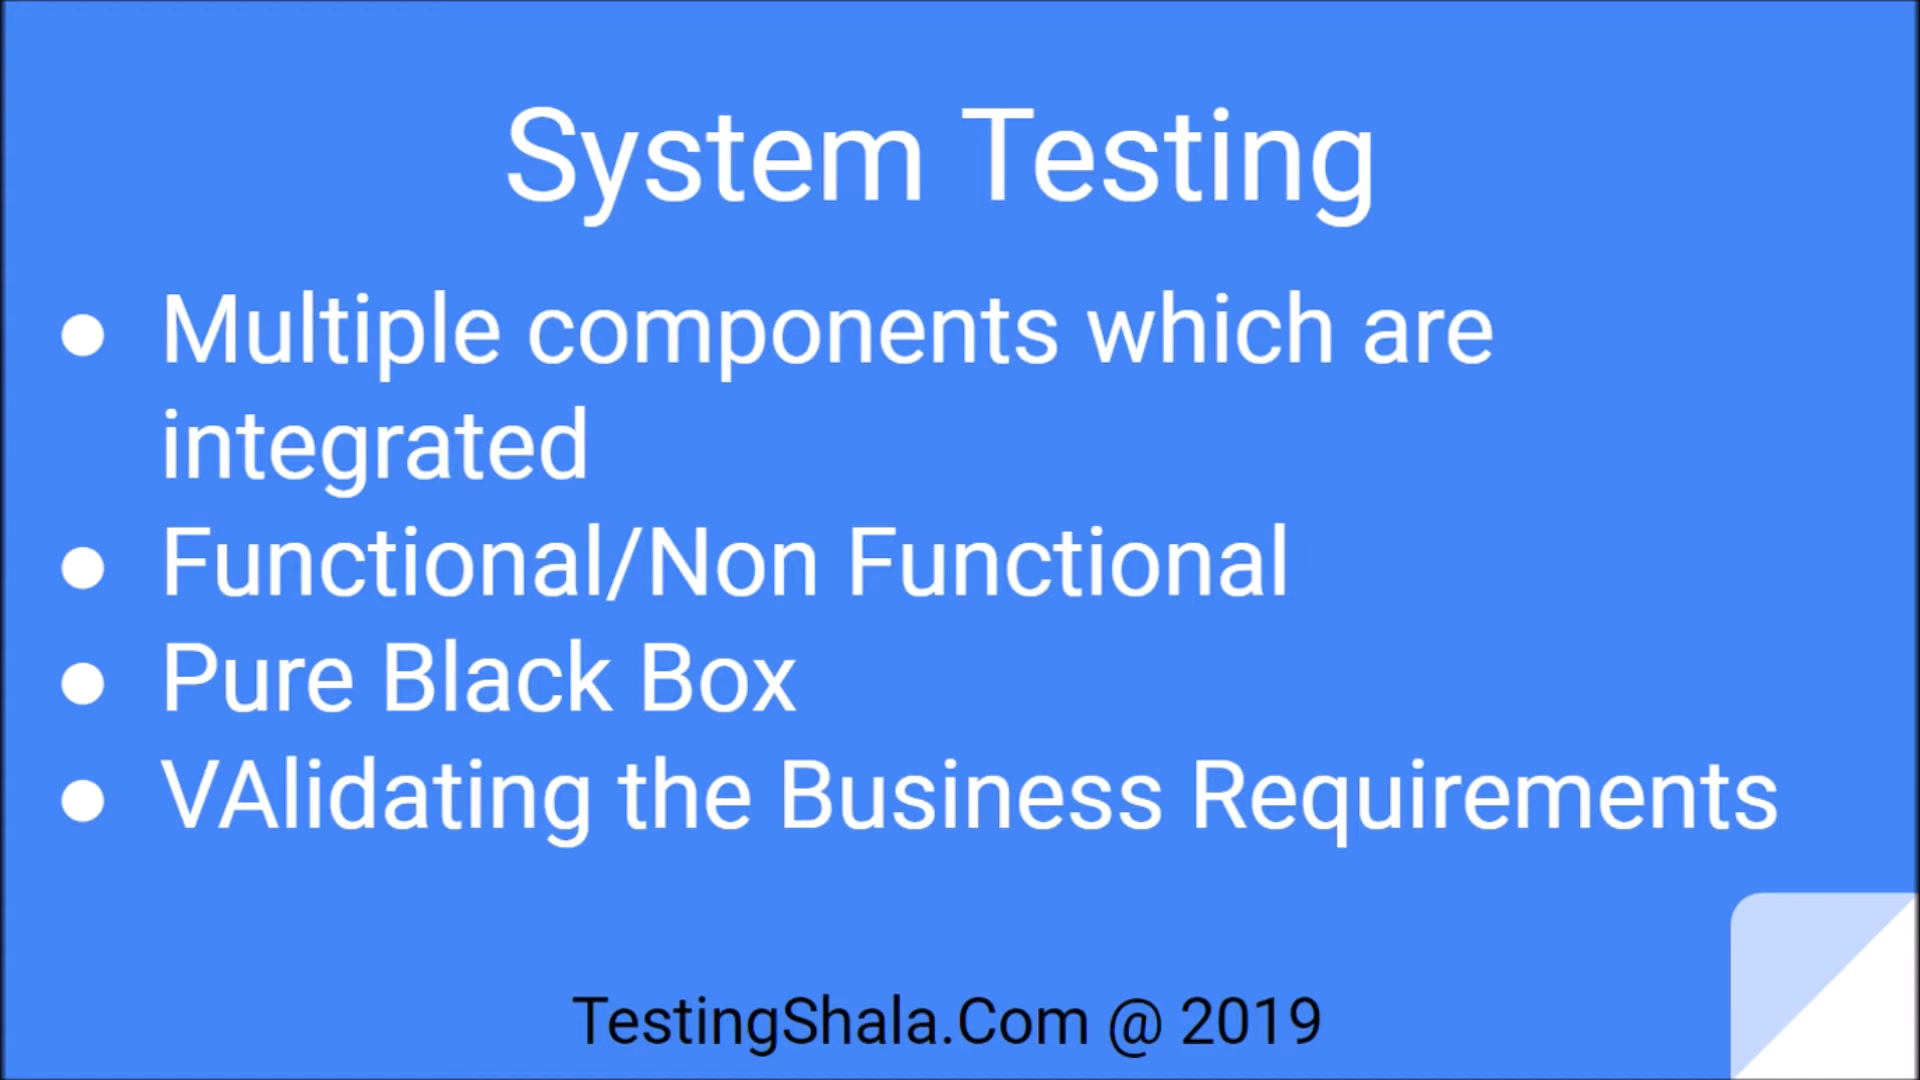 System Testing
● Multiple components which are
integrated
● Functional/Non Functional
● Pure Black Box
● VAlidating the Business Requirements
TestingShala.Com @ 2019